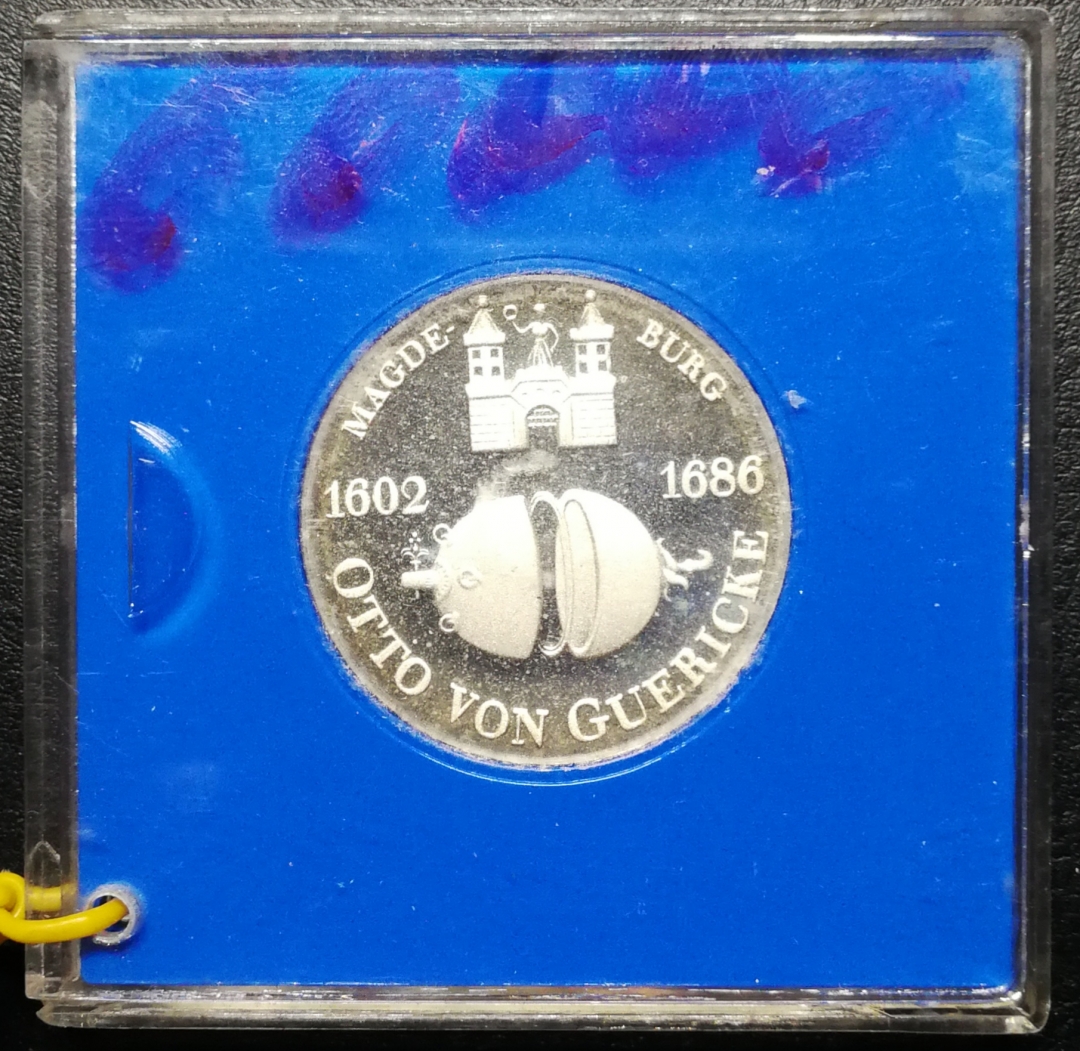 MAGDE- BURG
1602 1686
OTTO VON GUERICKE